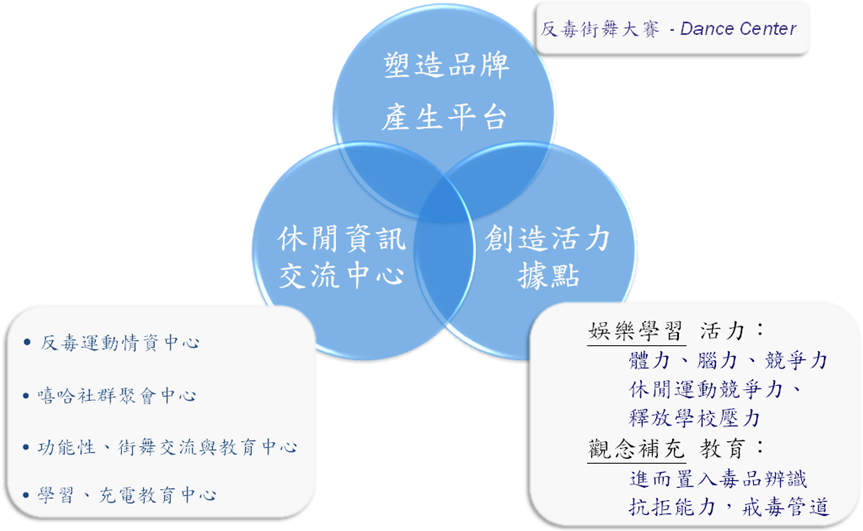 反毒街舞大賽 - Dance Center
塑造品牌
產生平台
休閒資訊
交流中心
創造活力
據點
• 反毒運動情資中心
• 嘻哈社群聚會中心
• 功能性、街舞交流與教育中心
• 學習、充電教育中心
娛樂學習 活力：
體力、腦力、競爭力
休閒運動競爭力、
釋放學校壓力
觀念補充 教育：
進而置入毒品辨識
抗拒能力，戒毒管道